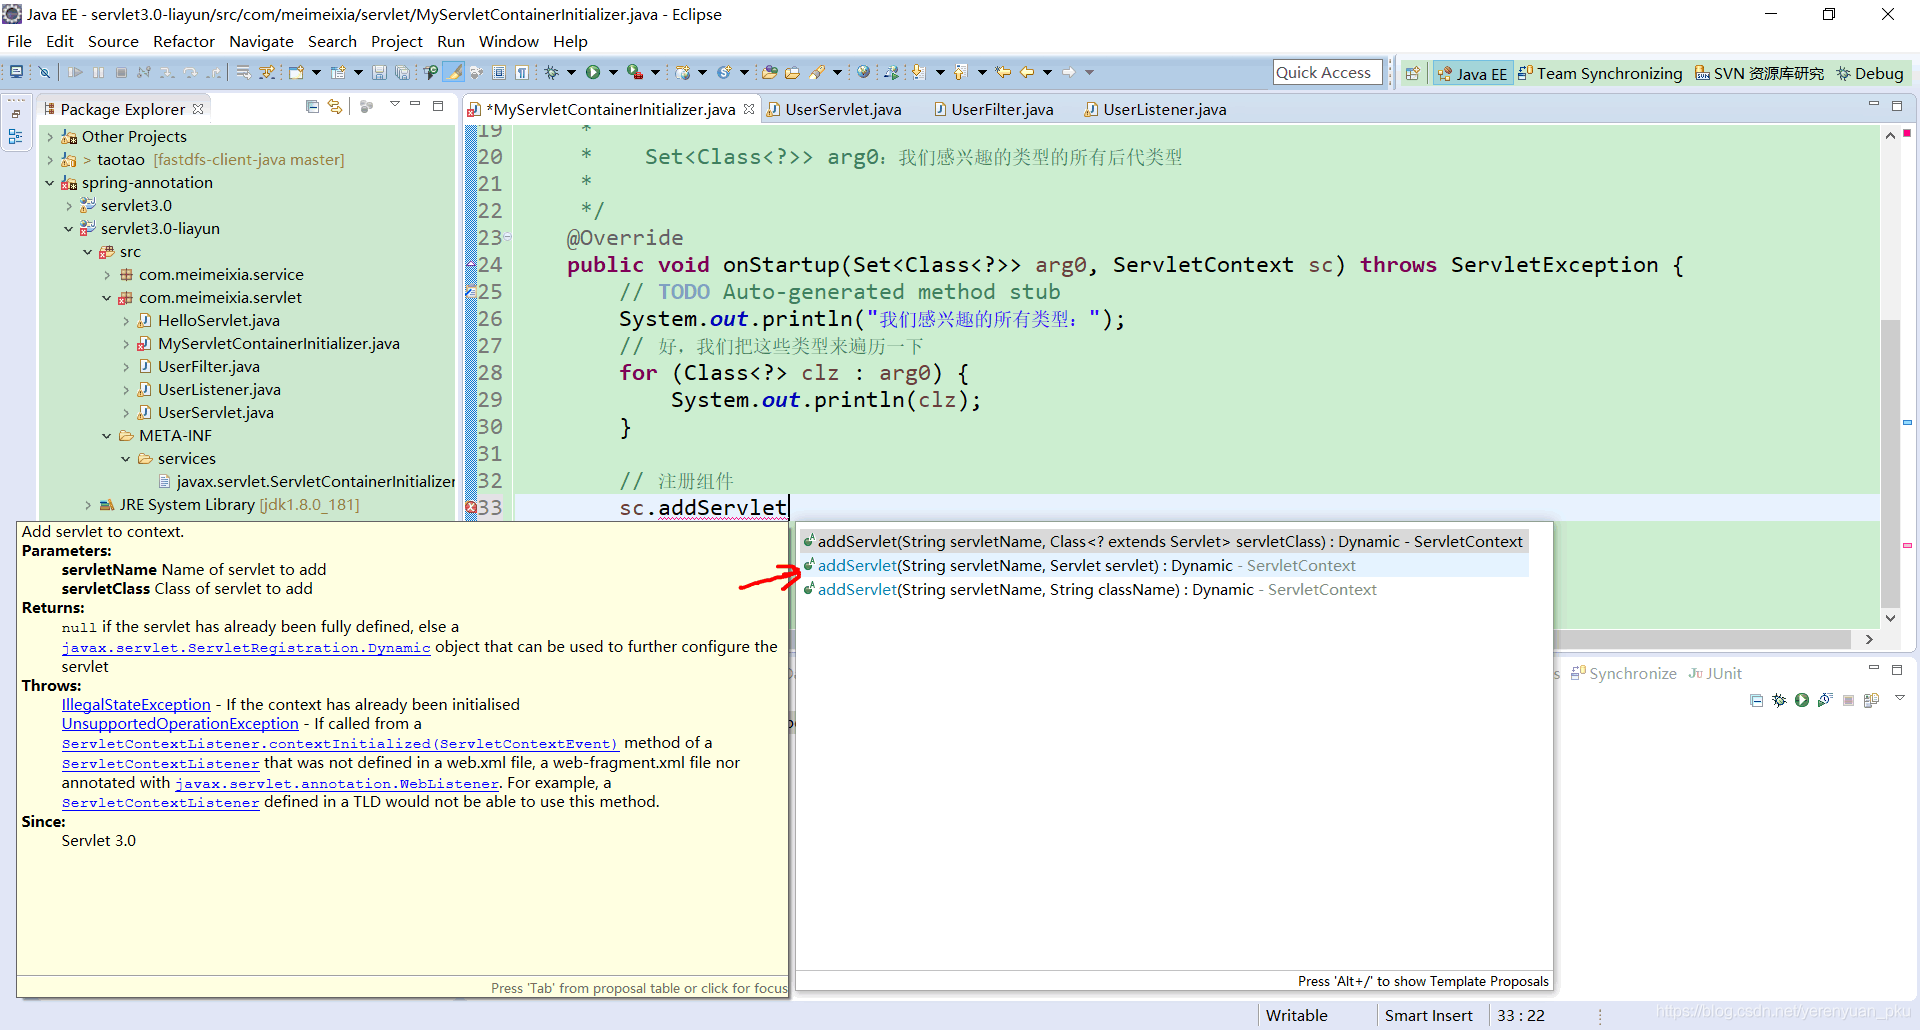 Java EE - servlet3.0-liayun/src/com/meimeixia/servlet/MyServletContainerInitializer.java - Eclipse
File Edit Source Refactor Navigate Search Project Run Window Help
Quick Access
Java EE
Team Synchronizing
SVN 资源库研究
Debug
Package Explorer
*MyServletContainerInitializer.java
UserServlet.java
UserFilter.java
UserListener.java
Other Projects
> taotao [fastdfs-client-java master]
spring-annotation
servlet3.0
servlet3.0-liayun
src
com.meimeixia.service
com.meimeixia.servlet
HelloServlet.java
MyServletContainerInitializer.java
UserFilter.java
UserListener.java
UserServlet.java
META-INF
services
javax.servlet.ServletContainerInitializer
JRE System Library [jdk1.8.0_181]
19 *
20 * Set<Class<?>> arg0：我们感兴趣的类型的所有后代类型
21 *
22 */
23 @Override
24 public void onStartup(Set<Class<?>> arg0, ServletContext sc) throws ServletException {
25 // TODO Auto-generated method stub
26 System.out.println("我们感兴趣的所有类型：");
27 // 好，我们把这些类型来遍历一下
28 for (Class<?> clz : arg0) {
29 System.out.println(clz);
30 }
31
32 // 注册组件
33 sc.addServlet
Add servlet to context.
Parameters:
servletName Name of servlet to add
servletClass Class of servlet to add
Returns:
null if the servlet has already been fully defined, else a
javax.servlet.ServletRegistration.Dynamic object that can be used to further configure the
servlet
Throws:
IllegalStateException - If the context has already been initialised
UnsupportedOperationException - If called from a
ServletContextListener.contextInitialized(ServletContextEvent) method of a
ServletContextListener that was not defined in a web.xml file, a web-fragment.xml file nor
annotated with javax.servlet.annotation.WebListener. For example, a
ServletContextListener defined in a TLD would not be able to use this method.
Since:
Servlet 3.0
Press 'Tab' from proposal table or click for focus
addServlet(String servletName, Class<? extends Servlet> servletClass) : Dynamic - ServletContext
addServlet(String servletName, Servlet servlet) : Dynamic - ServletContext
addServlet(String servletName, String className) : Dynamic - ServletContext
Press 'Alt+/' to show Template Proposals
s
Synchronize
JUnit
Writable
Smart Insert
33 : 22
https://blog.csdn.net/yerenyuan_pku